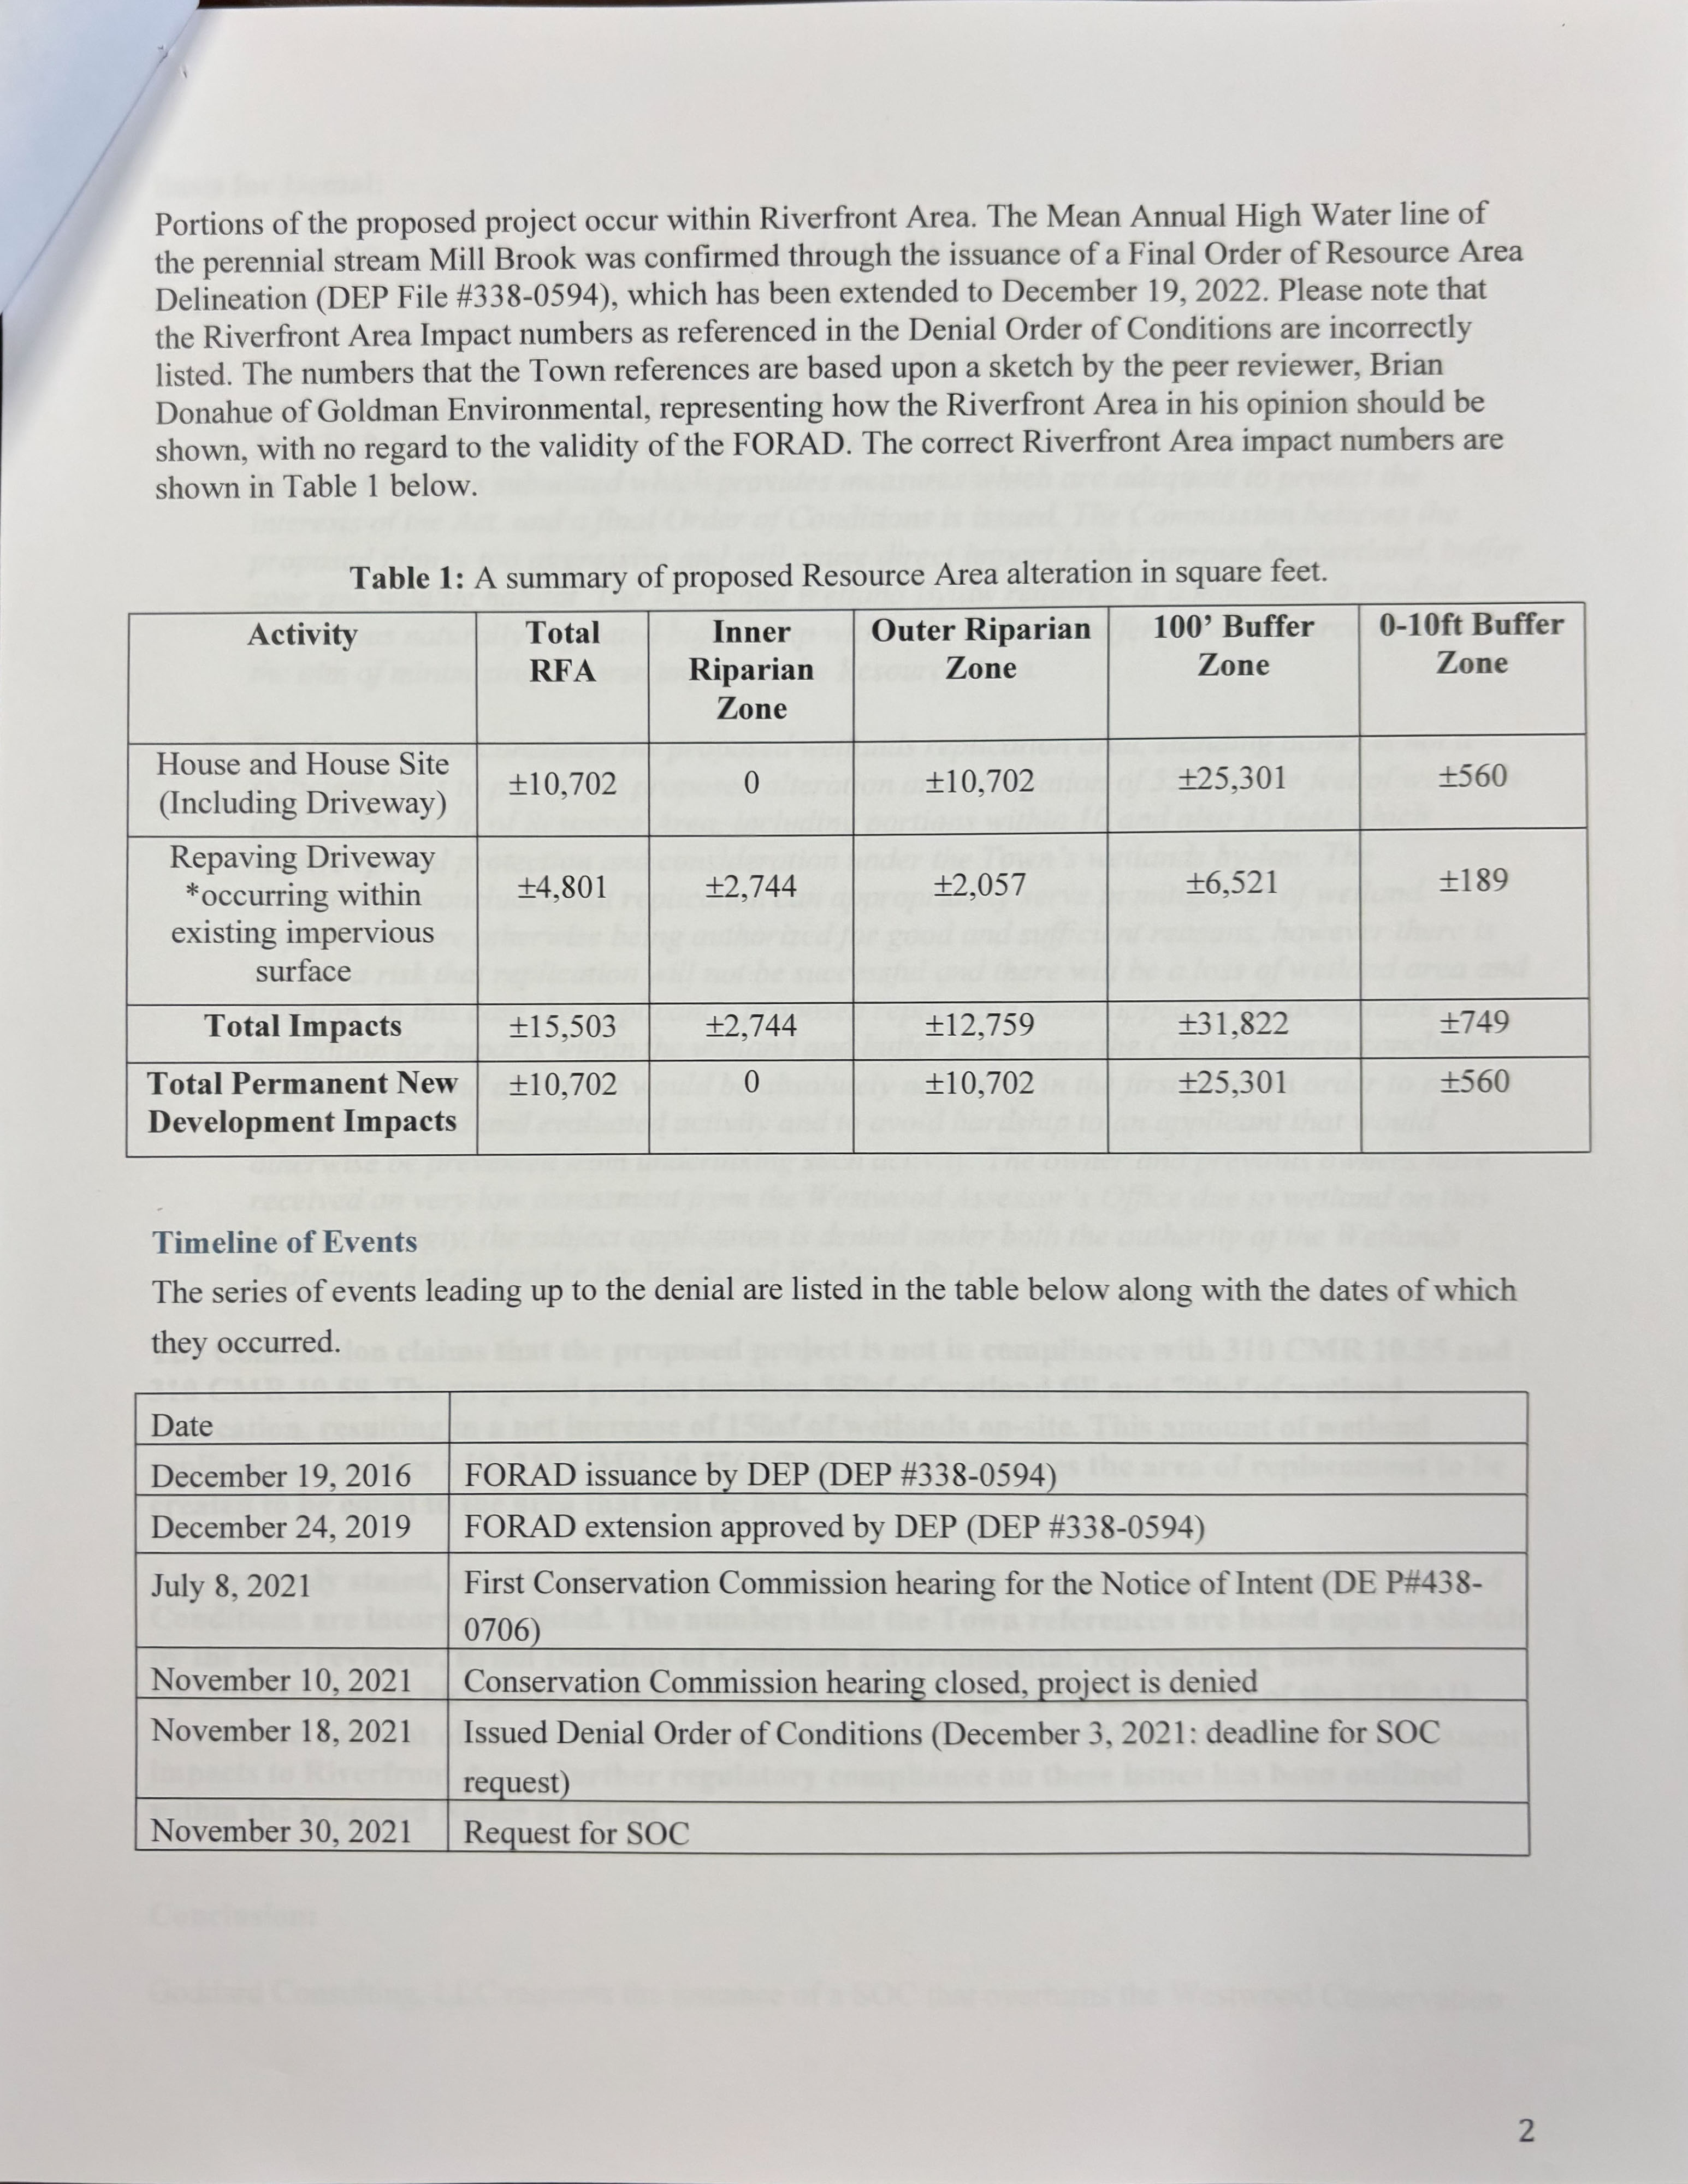 Portions of the proposed project occur within Riverfront Area. The Mean Annual High Water line of
the perennial stream Mill Brook was confirmed through the issuance of a Final Order of Resource Area
Delineation (DEP File #338-0594), which has been extended to December 19, 2022. Please note that
the Riverfront Area Impact numbers as referenced in the Denial Order of Conditions are incorrectly
listed. The numbers that the Town references are based upon a sketch by the peer reviewer, Brian
Donahue of Goldman Environmental, representing how the Riverfront Area in his opinion should be
shown, with no regard to the validity of the FORAD. The correct Riverfront Area impact numbers are
shown in Table 1 below.
Table 1: A summary of proposed Resource Area alteration in square feet.
Activity Total RFA Inner Riparian Zone Outer Riparian Zone 100’ Buffer Zone 0-10ft Buffer Zone
House and House Site (Including Driveway) ±10,702 0 ±10,702 ±25,301 ±560
Repaving Driveway *occurring within existing impervious surface ±4,801 ±2,744 ±2,057 ±6,521 ±189
Total Impacts ±15,503 ±2,744 ±12,759 ±31,822 ±749
Total Permanent New Development Impacts ±10,702 0 ±10,702 ±25,301 ±560
Timeline of Events
The series of events leading up to the denial are listed in the table below along with the dates of which
they occurred.
Date
December 19, 2016 FORAD issuance by DEP (DEP #338-0594)
December 24, 2019 FORAD extension approved by DEP (DEP #338-0594)
July 8, 2021 First Conservation Commission hearing for the Notice of Intent (DE P#438-
0706)
November 10, 2021 Conservation Commission hearing closed, project is denied
November 18, 2021 Issued Denial Order of Conditions (December 3, 2021: deadline for SOC
request)
November 30, 2021 Request for SOC
2